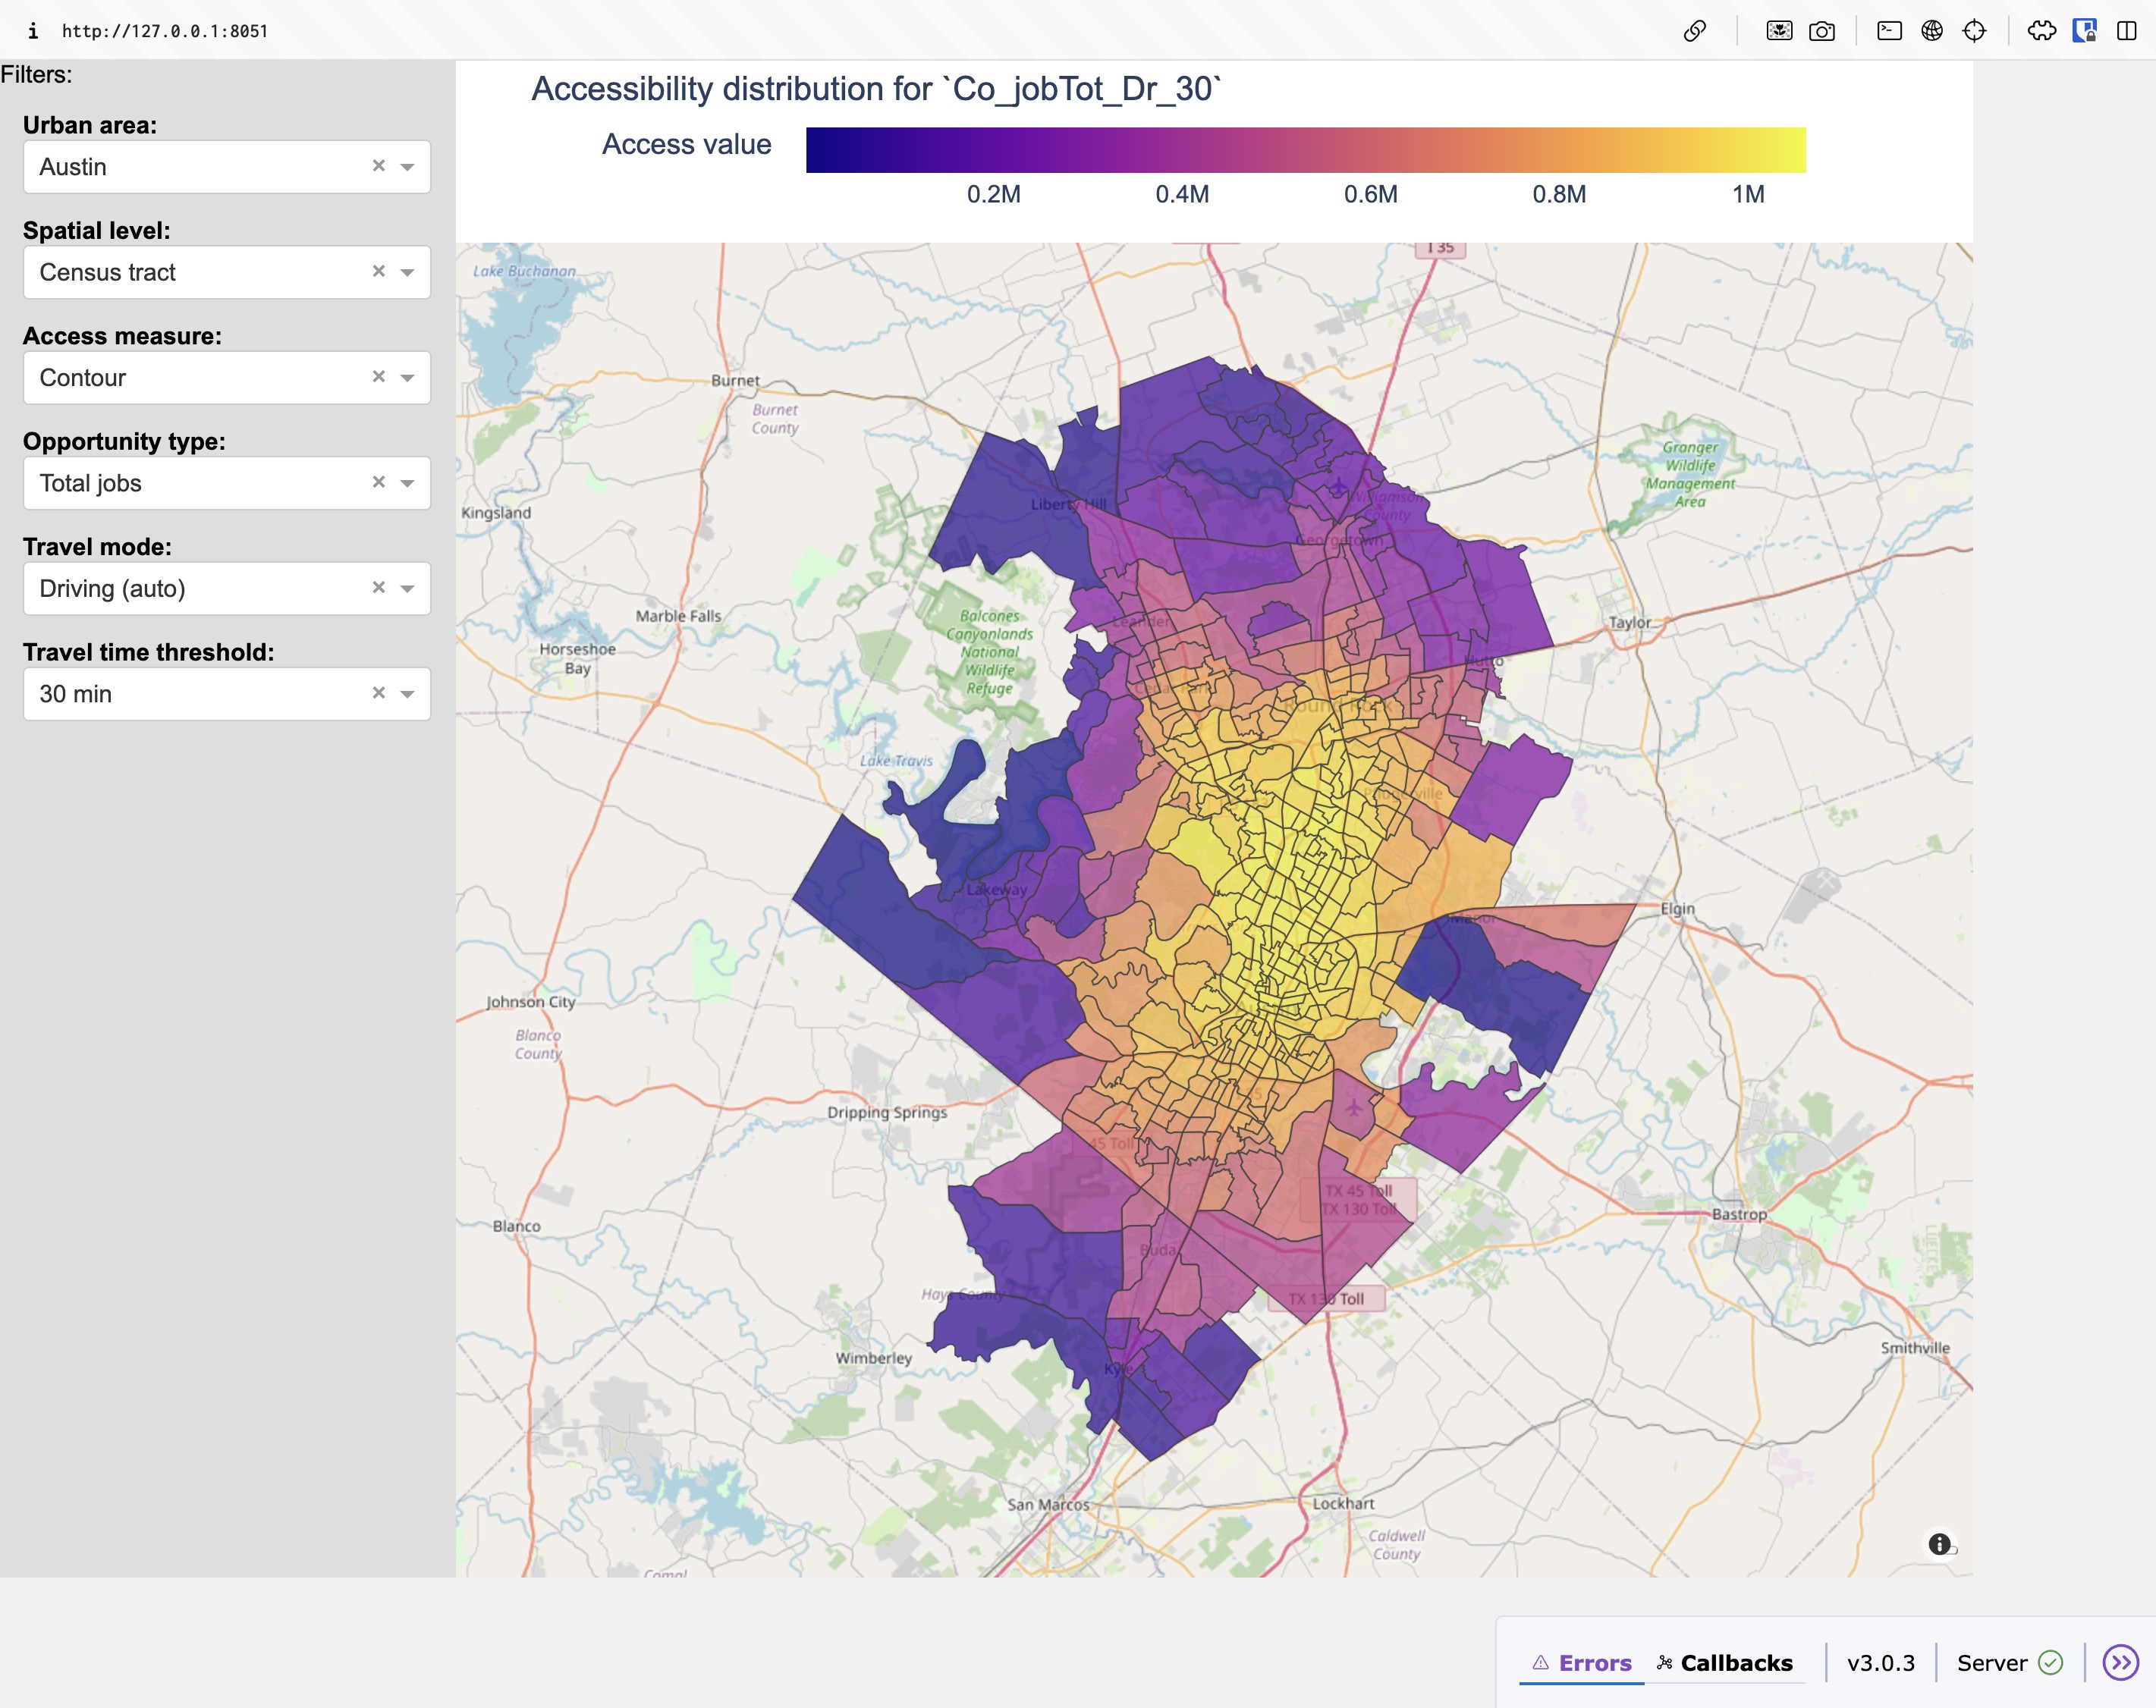 http://127.0.0.1:8051
Filters:
Urban area:
Austin
Spatial level:
Census tract
Access measure:
Contour
Opportunity type:
Total jobs
Travel mode:
Driving (auto)
Travel time threshold:
30 min
Accessibility distribution for `Co_jobTot_Dr_30`
Access value
0.2M
0.4M
0.6M
0.8M
1M
I 35
Lake Buchanan
Burnet
Burnet
County
Granger
Wildlife
Management
Area
Kingsland
Liberty Hill
Williamson
County
Georgetown
Marble Falls
Balcones
Canyonlands
National
Wildlife
Refuge
Leander
Taylor
Horseshoe
Bay
Hutto
Cedar Park
Round Rock
Lake Travis
Pflugerville
Lakeway
Manor
Elgin
Johnson City
Blanco
County
Dripping Springs
45 Toll
TX 45 Toll
TX 130 Toll
Bastrop
Blanco
Buda
Hays County
TX 130 Toll
Wimberley
Kyle
Smithville
San Marcos
Lockhart
Caldwell
County
Comal
Errors
Callbacks
v3.0.3
Server